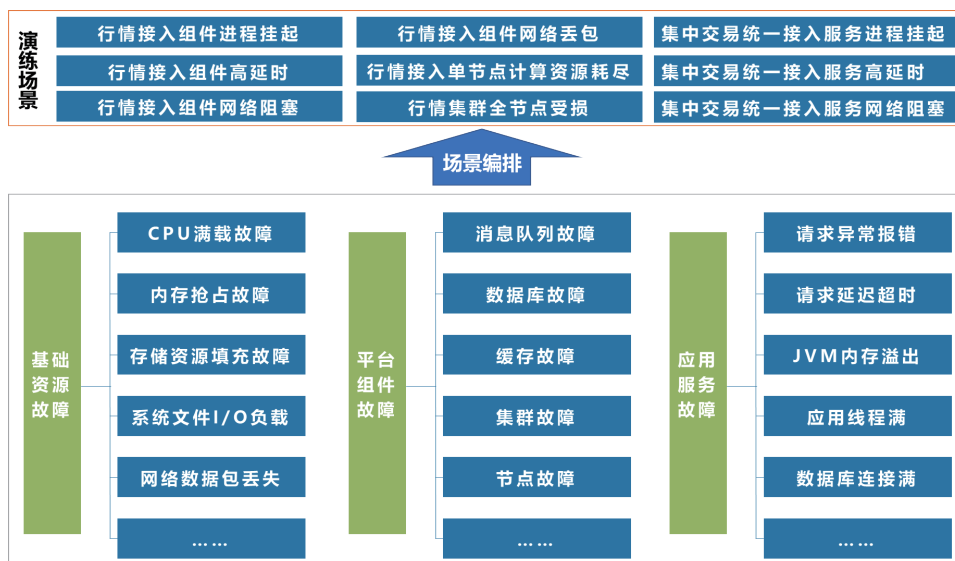 演练场景
行情接入组件进程挂起
行情接入组件网络丢包
集中交易统一接入服务进程挂起
行情接入组件高延时
行情接入单节点计算资源耗尽
集中交易统一接入服务高延时
行情接入组件网络阻塞
行情集群全节点受损
集中交易统一接入服务网络阻塞
场景编排
基础
资源
故障
CPU满载故障
内存抢占故障
存储资源填充故障
系统文件I/O负载
网络数据包丢失
……
平台
组件
故障
消息队列故障
数据库故障
缓存故障
集群故障
节点故障
……
应用
服务
故障
请求异常报错
请求延迟超时
JVM内存溢出
应用线程满
数据库连接满
……